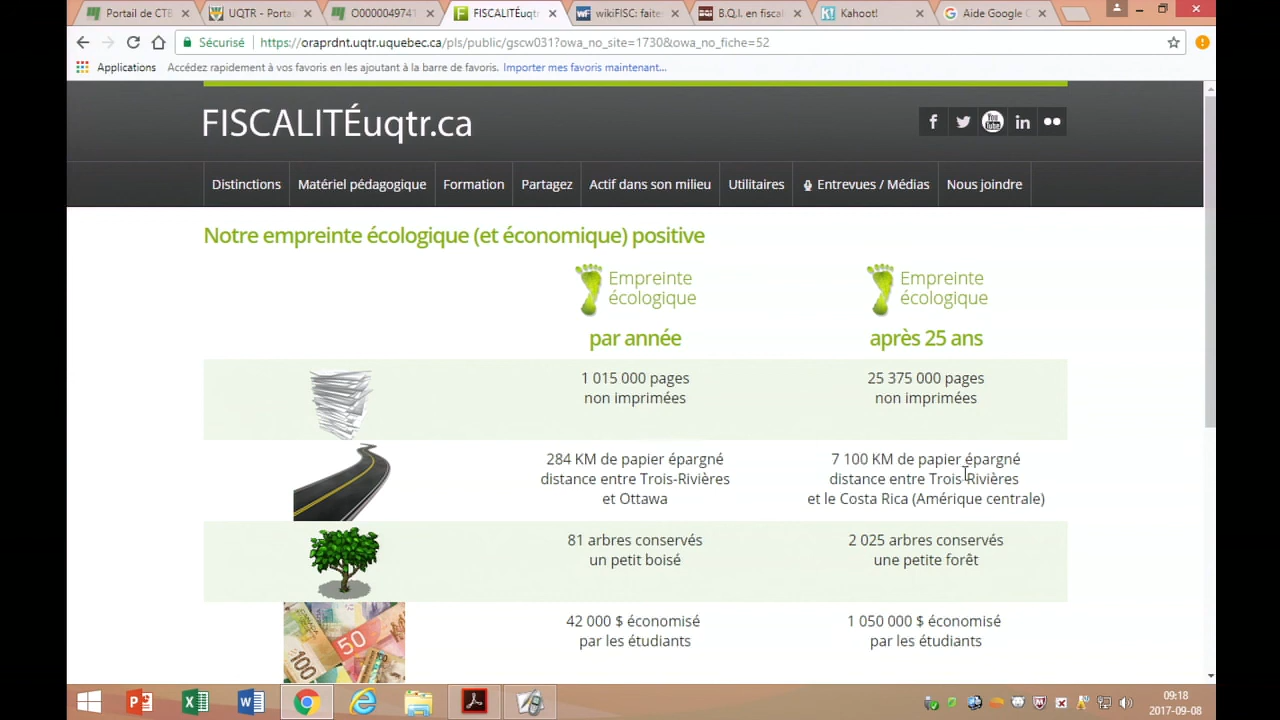 Portail de CTB
UQTR - Portai
O0000049741
FISCALITÉuqtr
wikiFISC: faite
B.Q.I. en fiscal
Kahoot!
Aide Google C
Sécurisé
https://oraprdnt.uqtr.uquebec.ca/pls/public/gscw031?owa_no_site=1730&owa_no_fiche=52
Applications
Accédez rapidement à vos favoris en les ajoutant à la barre de favoris. Importer mes favoris maintenant...
FISCALITÉuqtr.ca
Distinctions
Matériel pédagogique
Formation
Partagez
Actif dans son milieu
Utilitaires
Entrevues / Médias
Nous joindre
Notre empreinte écologique (et économique) positive
Empreinte
écologique
par année
Empreinte
écologique
après 25 ans
1 015 000 pages
non imprimées
25 375 000 pages
non imprimées
284 KM de papier épargné
distance entre Trois-Rivières
et Ottawa
7 100 KM de papier épargné
distance entre Trois-Rivières
et le Costa Rica (Amérique centrale)
81 arbres conservés
un petit boisé
2 025 arbres conservés
une petite forêt
42 000 $ économisé
par les étudiants
1 050 000 $ économisé
par les étudiants
50
100
09:18
2017-09-08